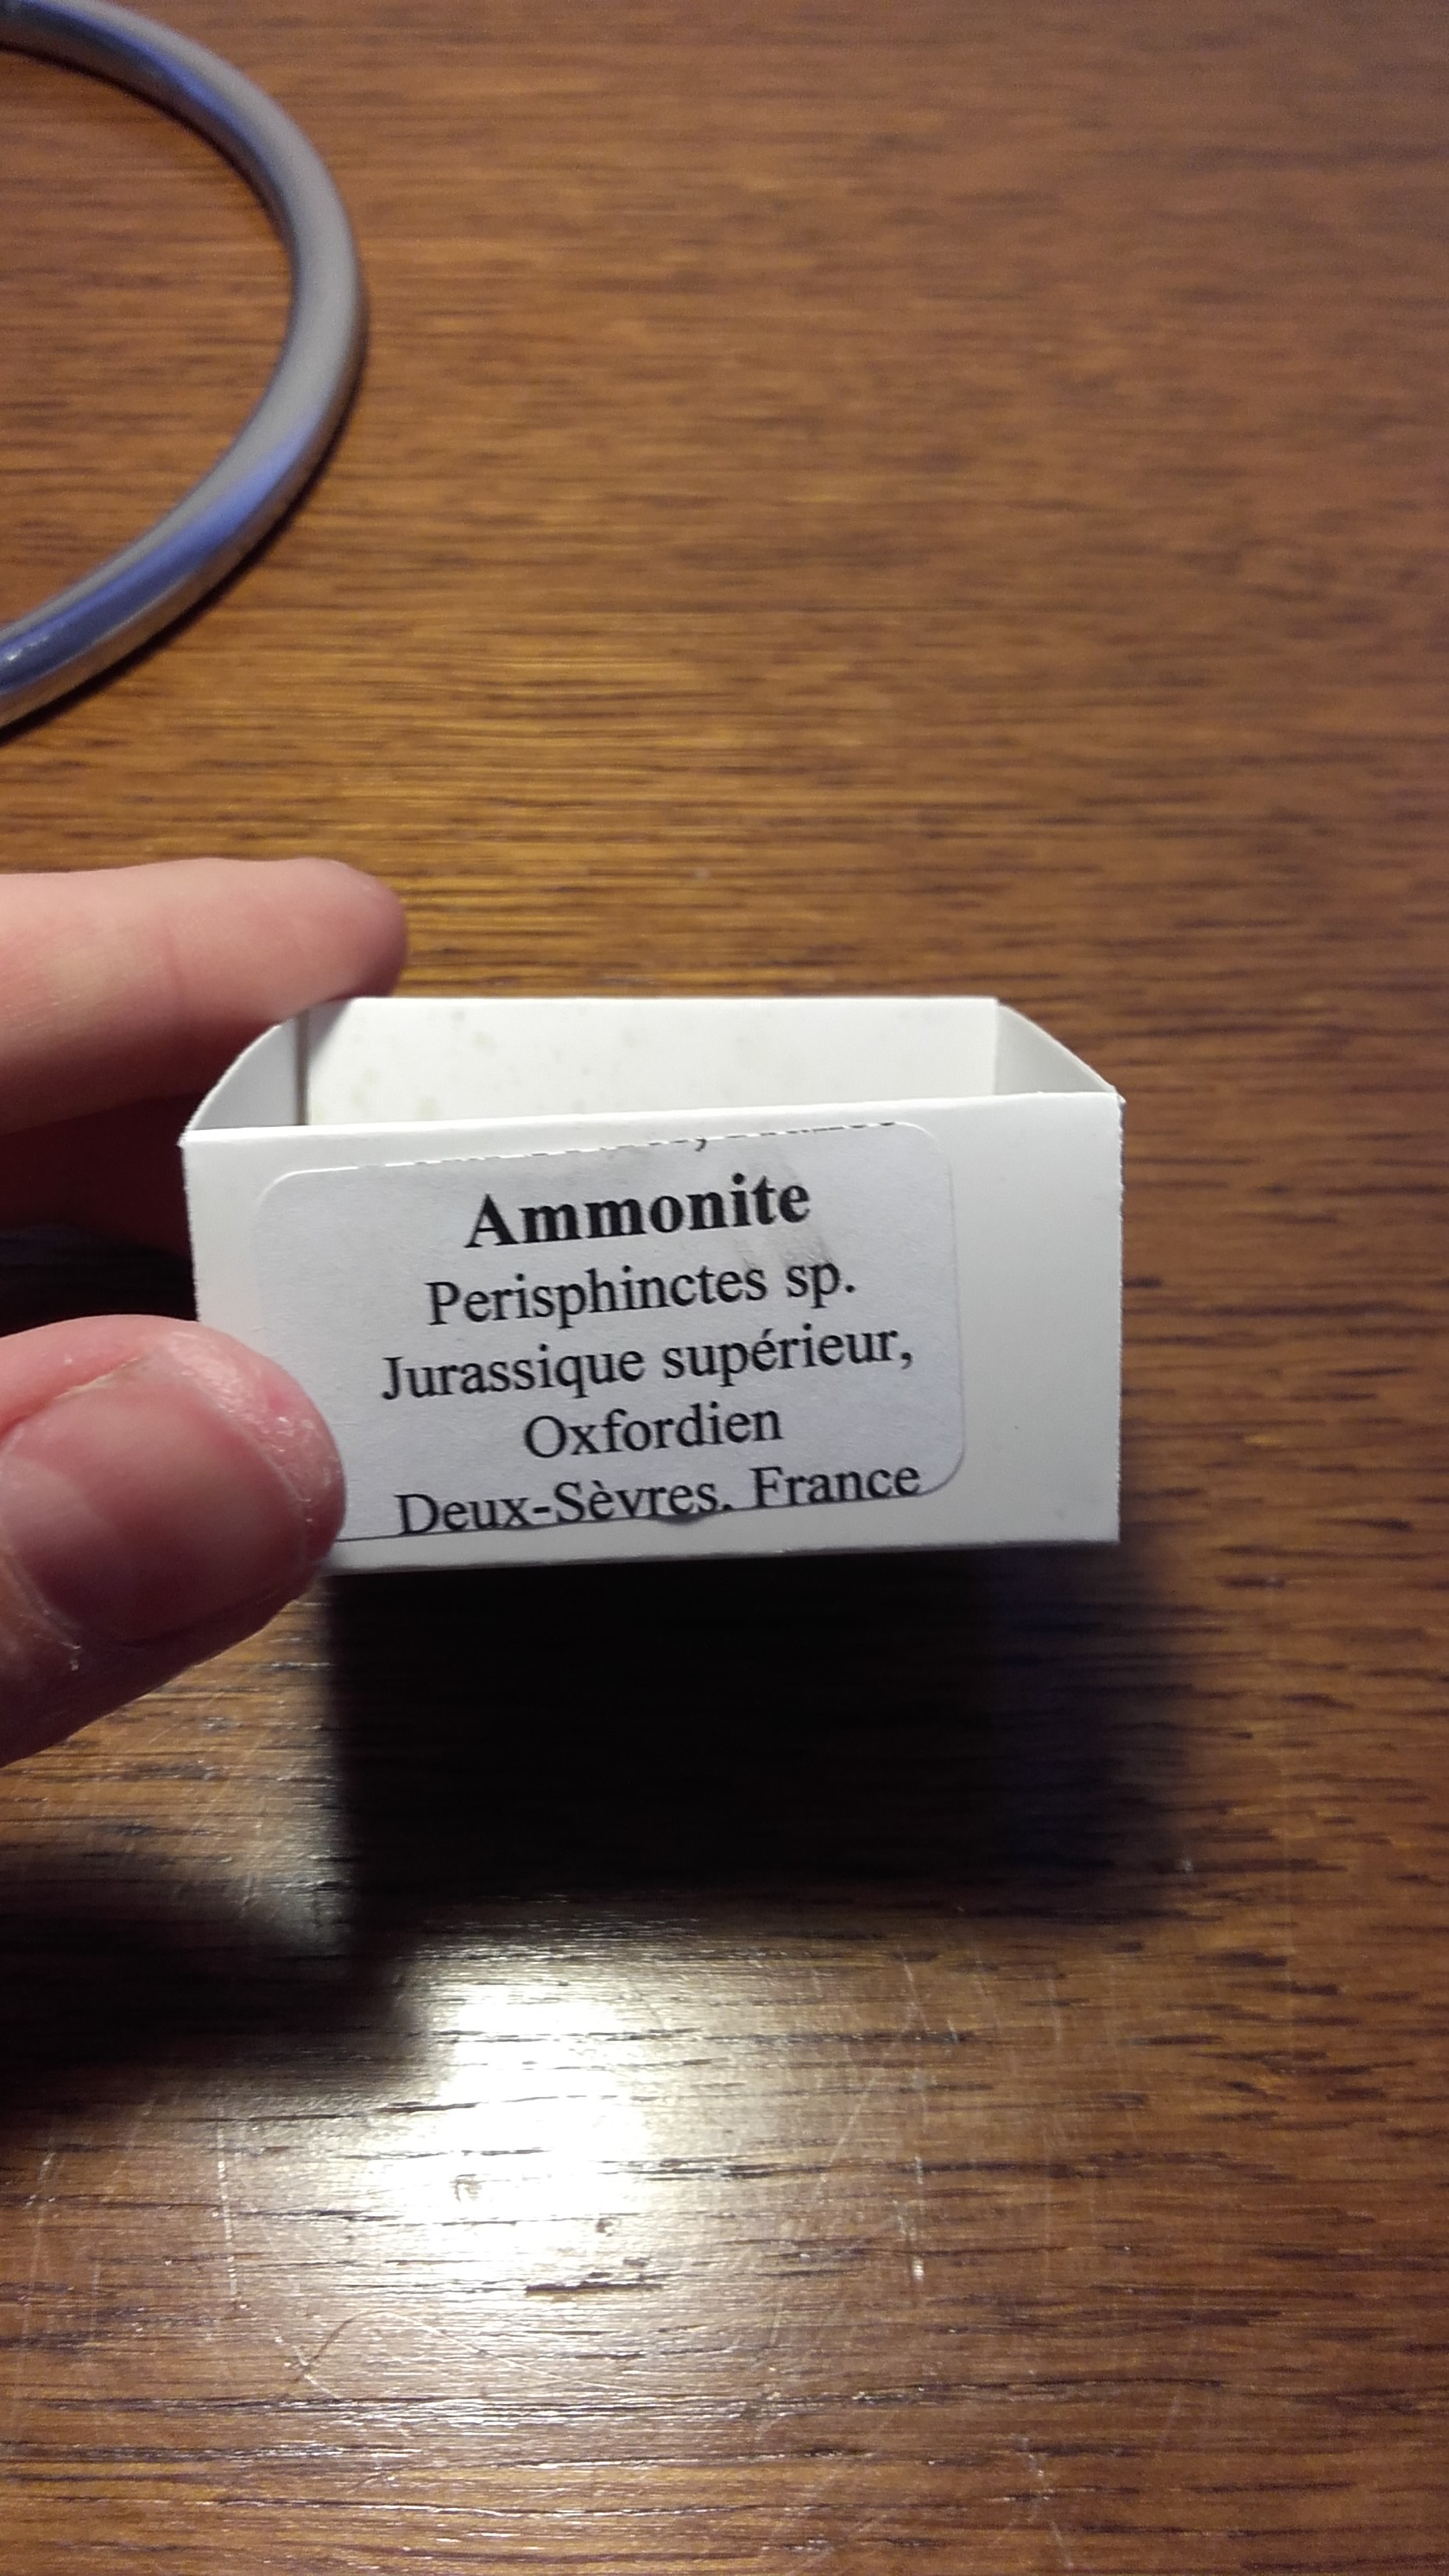 Ammonite
Perisphinctes sp.
Jurassique supérieur,
Oxfordien
Deux-Sèvres, France